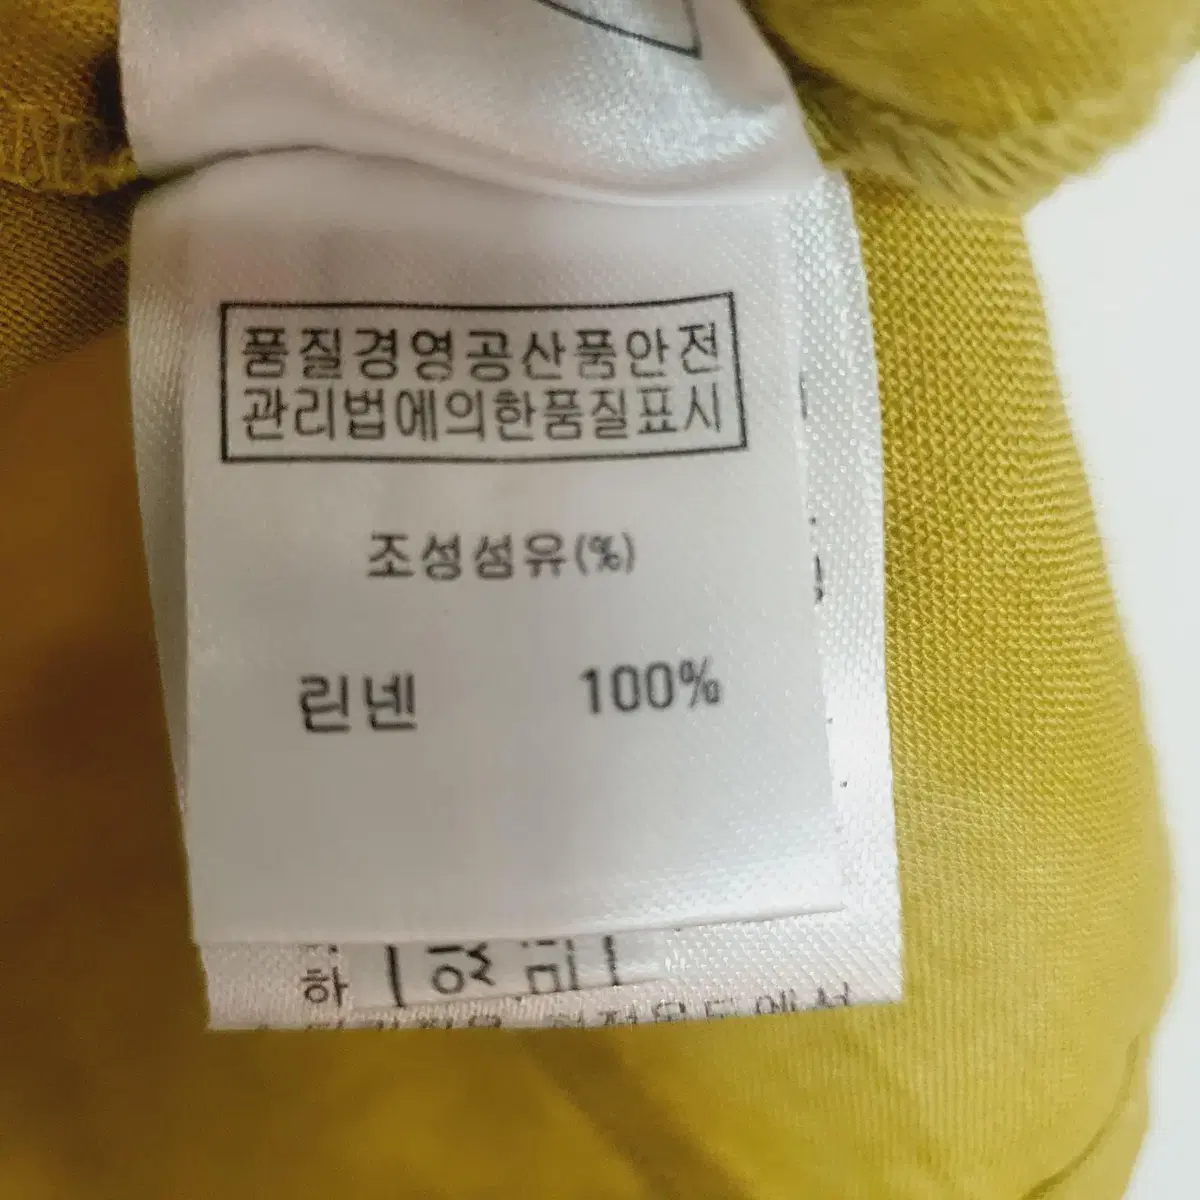 품질경영공산품안전
관리법에의한품질표시
조성섬유(%)
린넨 100%
하